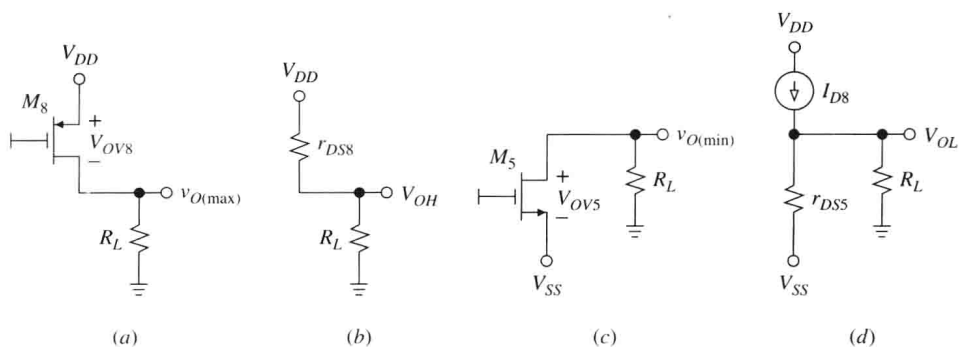 V_DD
M_8
+
V_OV8
−
v_O(max)
R_L
(a)
V_DD
r_DS8
V_OH
R_L
(b)
M_5
+
V_OV5
−
v_O(min)
R_L
V_SS
(c)
V_DD
I_D8
V_OL
r_DS5
R_L
V_SS
(d)